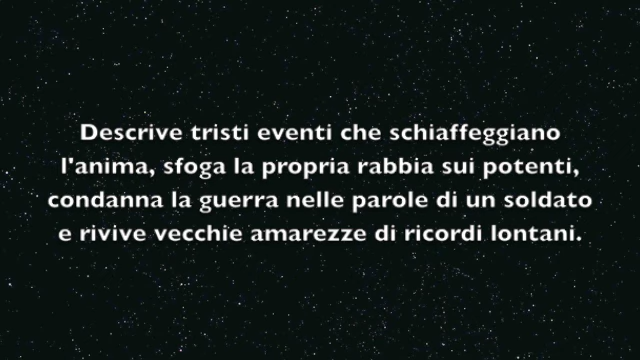 Descrive tristi eventi che schiaffeggiano
l'anima, sfoga la propria rabbia sui potenti,
condanna la guerra nelle parole di un soldato
e rivive vecchie amarezze di ricordi lontani.